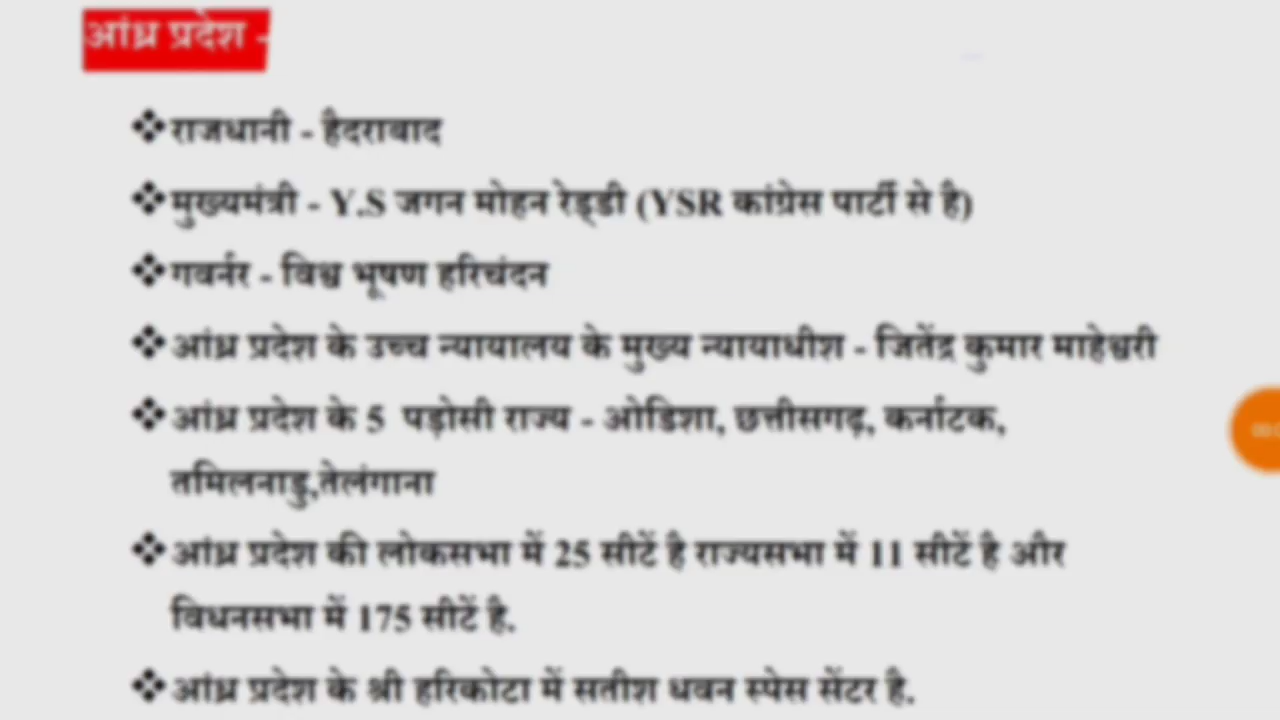 आंध्र प्रदेश -
❖राजधानी - हैदरावाद
❖मुख्यमंत्री - Y.S जगन मोहन रेड्डी (YSR कांग्रेस पार्टी से है)
❖गवर्नर - विश्व भूषण हरिचंदन
❖आंध्र प्रदेश के उच्च न्यायालय के मुख्य न्यायाधीश - जितेंद्र कुमार माहेश्वरी
❖आंध्र प्रदेश के 5 पड़ोसी राज्य - ओडिशा, छत्तीसगढ़, कर्नाटक,
तमिलनाडु,तेलंगाना
❖आंध्र प्रदेश की लोकसभा में 25 सीटें है राज्यसभा में 11 सीटें है और
विधनसभा में 175 सीटें है.
❖आंध्र प्रदेश के श्री हरिकोटा में सतीश धवन स्पेस सेंटर है.